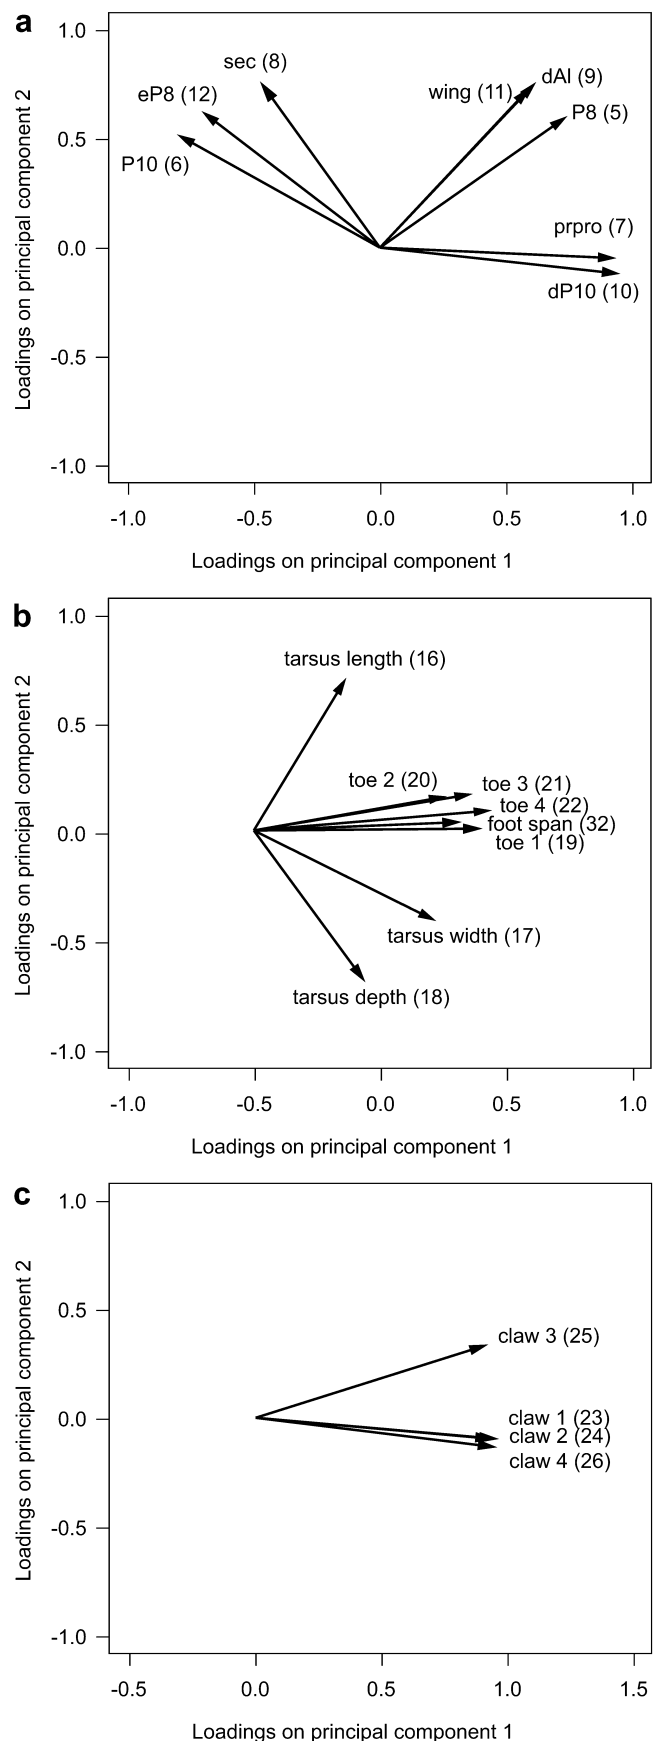 a
Loadings on principal component 2
1.0
0.5
0.0
-0.5
-1.0
sec (8)
eP8 (12)
P10 (6)
wing (11)
dAl (9)
P8 (5)
prpro (7)
dP10 (10)
-1.0 -0.5 0.0 0.5 1.0
Loadings on principal component 1
b
Loadings on principal component 2
1.0
0.5
0.0
-0.5
-1.0
tarsus length (16)
toe 2 (20)
toe 3 (21)
toe 4 (22)
foot span (32)
toe 1 (19)
tarsus width (17)
tarsus depth (18)
-1.0 -0.5 0.0 0.5 1.0
Loadings on principal component 1
c
Loadings on principal component 2
1.0
0.5
0.0
-0.5
-1.0
claw 3 (25)
claw 1 (23)
claw 2 (24)
claw 4 (26)
-0.5 0.0 0.5 1.0 1.5
Loadings on principal component 1